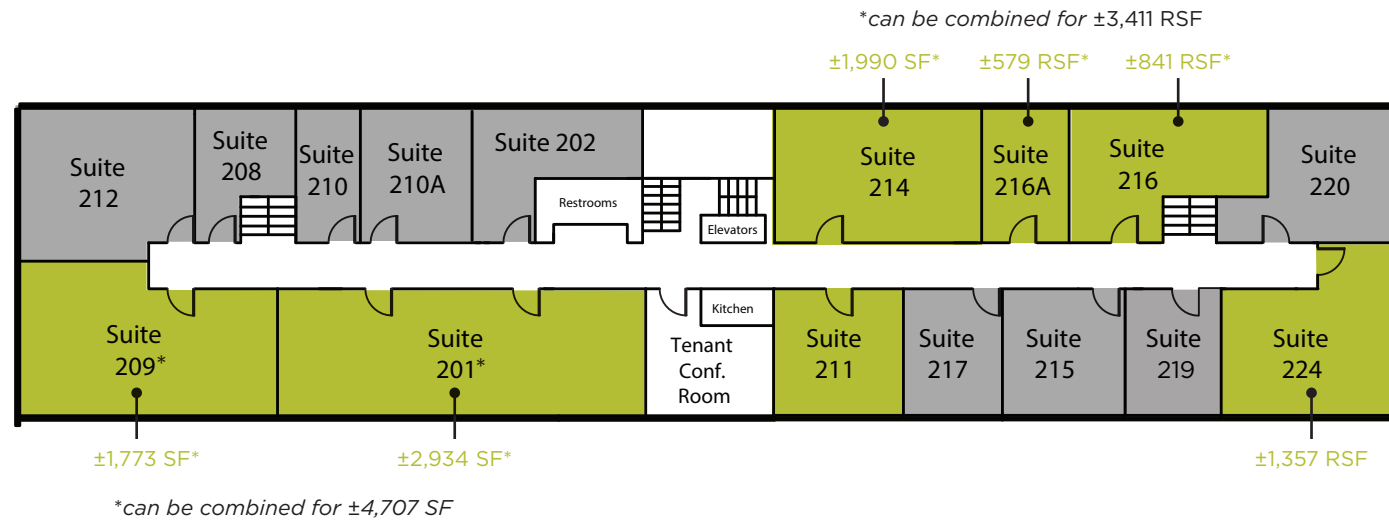 *can be combined for ±3,411 RSF
±1,990 SF*
±579 RSF*
±841 RSF*
Suite
212
Suite
208
Suite
210
Suite
210A
Suite 202
Restrooms
Elevators
Suite
214
Suite
216A
Suite
216
Suite
220
Suite
209*
Suite
201*
Kitchen
Tenant
Conf.
Room
Suite
211
Suite
217
Suite
215
Suite
219
Suite
224
±1,773 SF*
±2,934 SF*
±1,357 RSF
*can be combined for ±4,707 SF